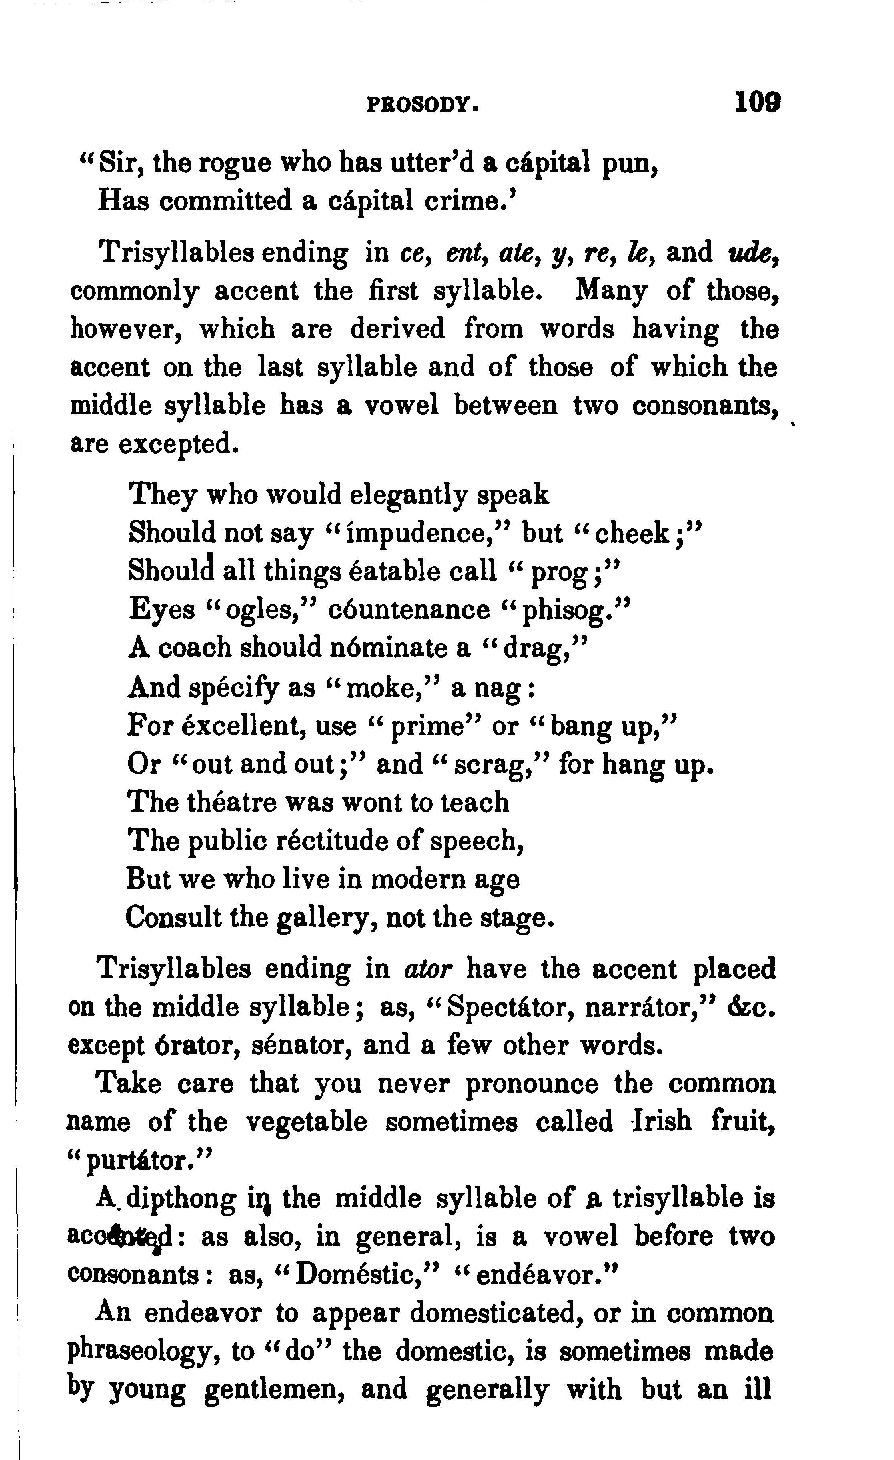 PROSODY. 109
“Sir, the rogue who has utter’d a cápital pun,
Has committed a cápital crime.’
Trisyllables ending in ce, ent, ate, y, re, le, and ude,
commonly accent the first syllable. Many of those,
however, which are derived from words having the
accent on the last syllable and of those of which the
middle syllable has a vowel between two consonants,
are excepted.
They who would elegantly speak
Should not say “ímpudence,” but “cheek;”
Should all things éatable call “prog;”
Eyes “ogles,” cóuntenance “phisog.”
A coach should nóminate a “drag,”
And spécify as “moke,” a nag:
For éxcellent, use “prime” or “bang up,”
Or “out and out;” and “scrag,” for hang up.
The théatre was wont to teach
The public réctitude of speech,
But we who live in modern age
Consult the gallery, not the stage.
Trisyllables ending in ator have the accent placed
on the middle syllable; as, “Spectátor, narrátor,” &c.
except órator, sénator, and a few other words.
Take care that you never pronounce the common
name of the vegetable sometimes called Irish fruit,
“purtátor.”
A dipthong in the middle syllable of a trisyllable is
accented: as also, in general, is a vowel before two
consonants: as, “Doméstic,” “endéavor.”
An endeavor to appear domesticated, or in common
phraseology, to “do” the domestic, is sometimes made
by young gentlemen, and generally with but an ill